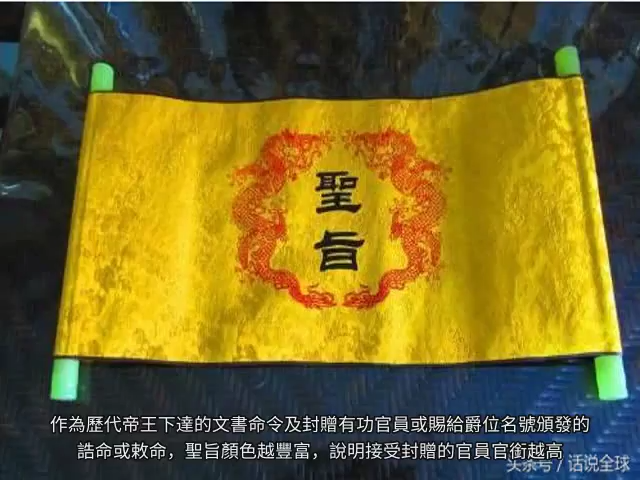 聖
旨
作為歷代帝王下達的文書命令及封贈有功官員或賜給爵位名號頒發的
誥命或敕命，聖旨顏色越豐富，說明接受封贈的官員官銜越高
头条号／话说全球